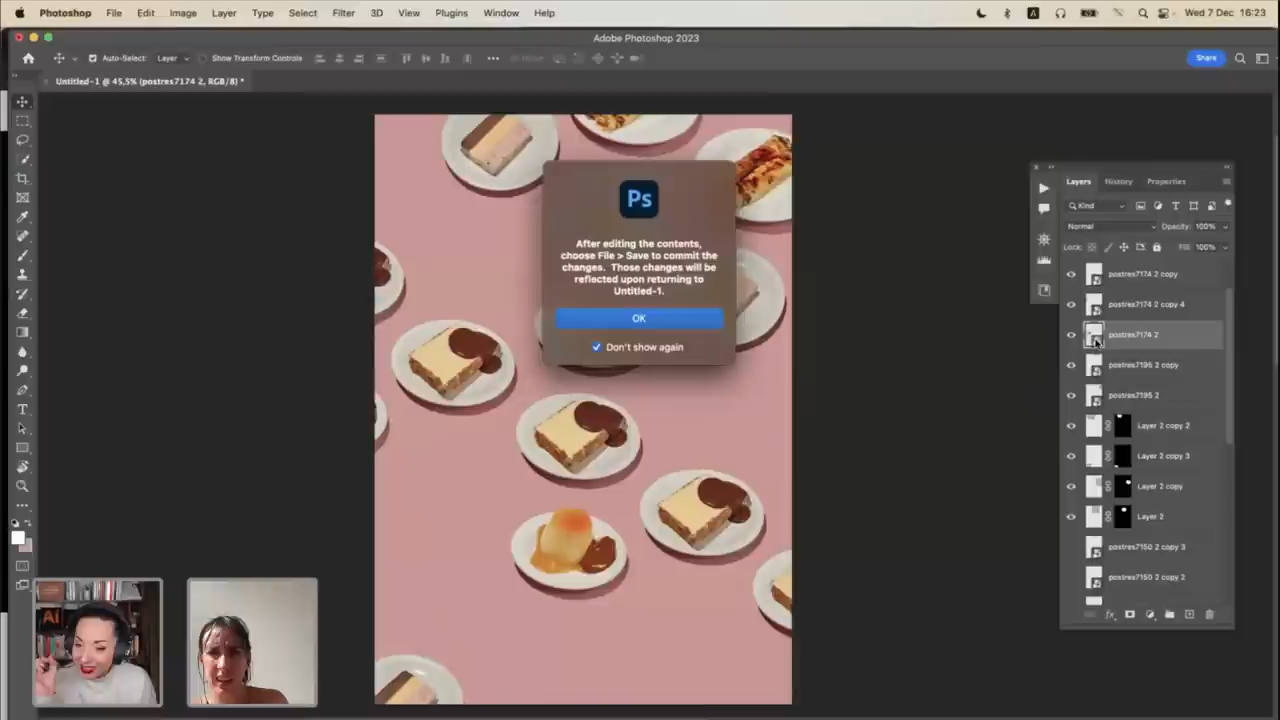 Photoshop File Edit Image Layer Type Select Filter 3D View Plugins Window Help A Wed 7 Dec 16:23
Adobe Photoshop 2023
Auto-Select: Layer Show Transform Controls Share
Untitled-1 @ 45,5% (postres7174 2, RGB/8) *
Ps
After editing the contents,
choose File > Save to commit the
changes. Those changes will be
reflected upon returning to
Untitled-1.
OK
Don't show again
Layers History Properties
Kind
Normal Opacity: 100%
Lock: Fill: 100%
postres7174 2 copy
postres7174 2 copy 4
postres7174 2
postres7195 2 copy
postres7195 2
Layer 2 copy 2
Layer 2 copy 3
Layer 2 copy
Layer 2
postres7150 2 copy 3
postres7150 2 copy 2
fx
Ai